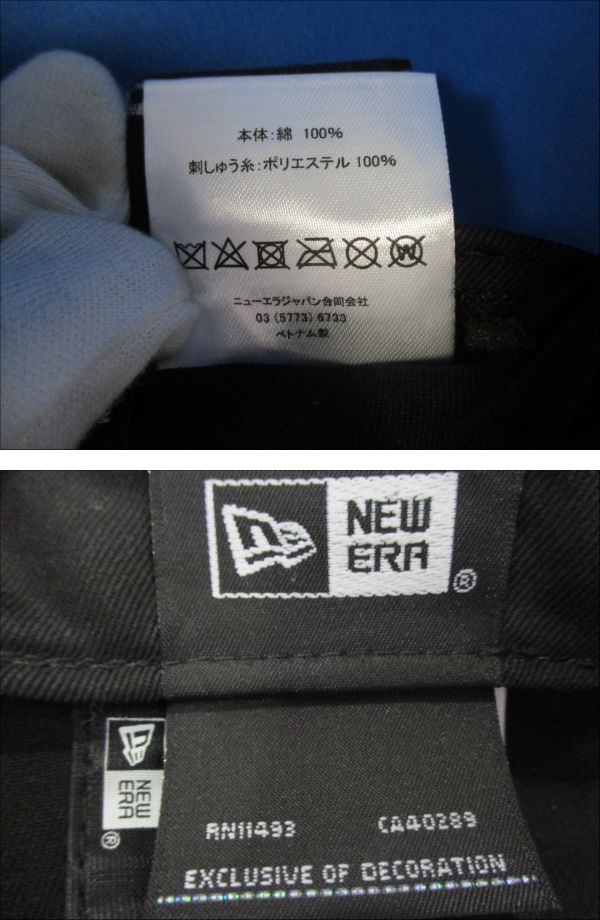 本体:綿 100%
刺しゅう糸:ポリエステル 100%
W
ニューエラジャパン合同会社
03 (5773) 6733
ベトナム製
NEW
ERA
®
NEW
ERA
®
RN11493 CA40289
EXCLUSIVE OF DECORATION